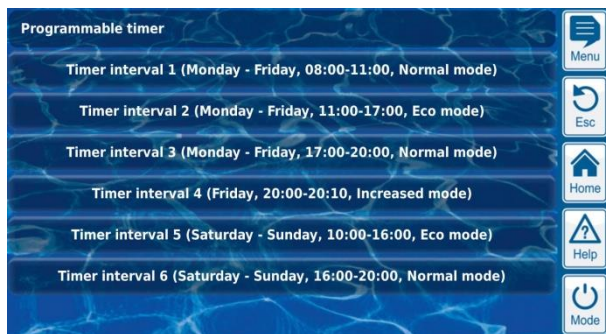 Programmable timer
Timer interval 1 (Monday - Friday, 08:00-11:00, Normal mode)
Timer interval 2 (Monday - Friday, 11:00-17:00, Eco mode)
Timer interval 3 (Monday - Friday, 17:00-20:00, Normal mode)
Timer interval 4 (Friday, 20:00-20:10, Increased mode)
Timer interval 5 (Saturday - Sunday, 10:00-16:00, Eco mode)
Timer interval 6 (Saturday - Sunday, 16:00-20:00, Normal mode)
Menu
Esc
Home
?
Help
Mode